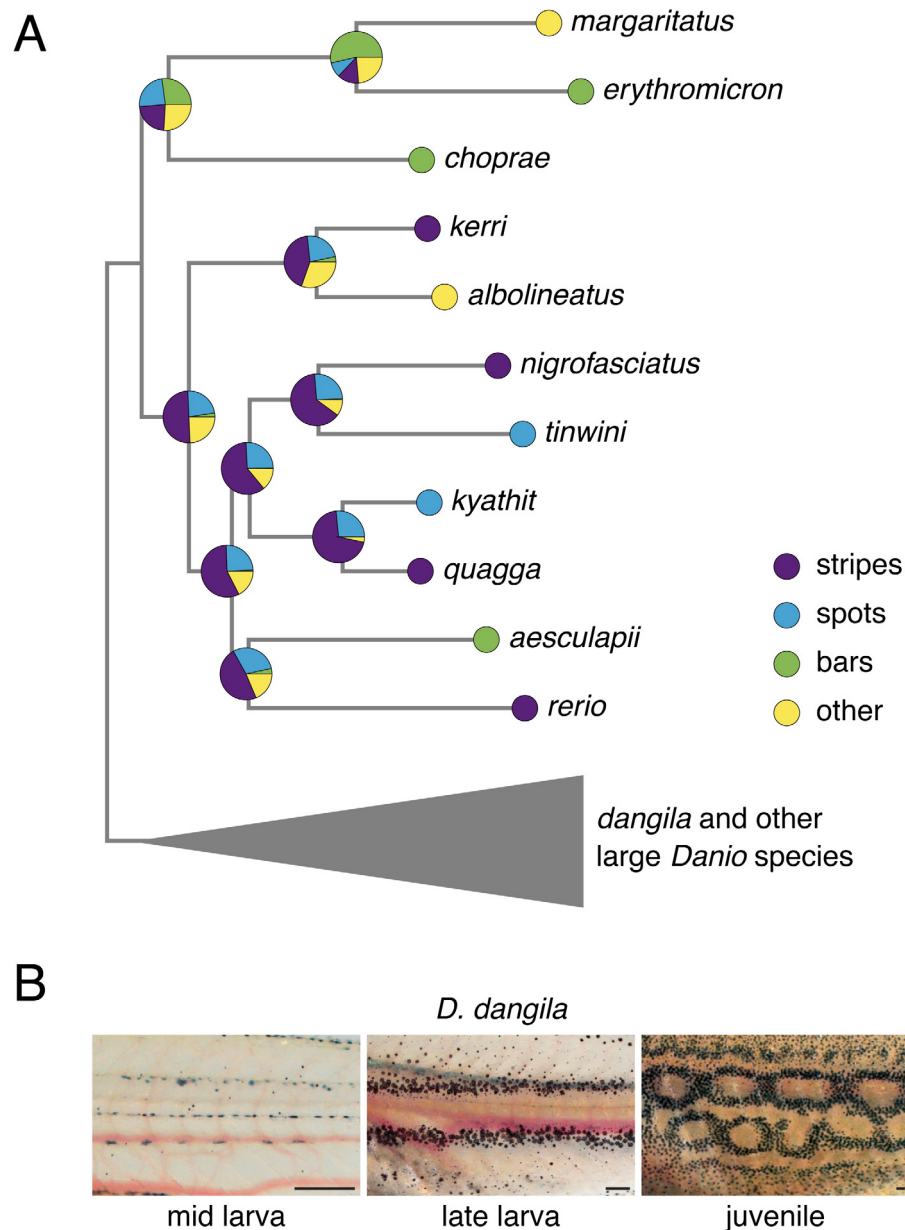 A
margaritatus
erythromicron
choprae
kerri
albolineatus
nigrofasciatus
tinwini
kyathit
quagga
aesculapii
rerio
stripes
spots
bars
other
dangila and other
large Danio species
B
D. dangila
mid larva
late larva
juvenile